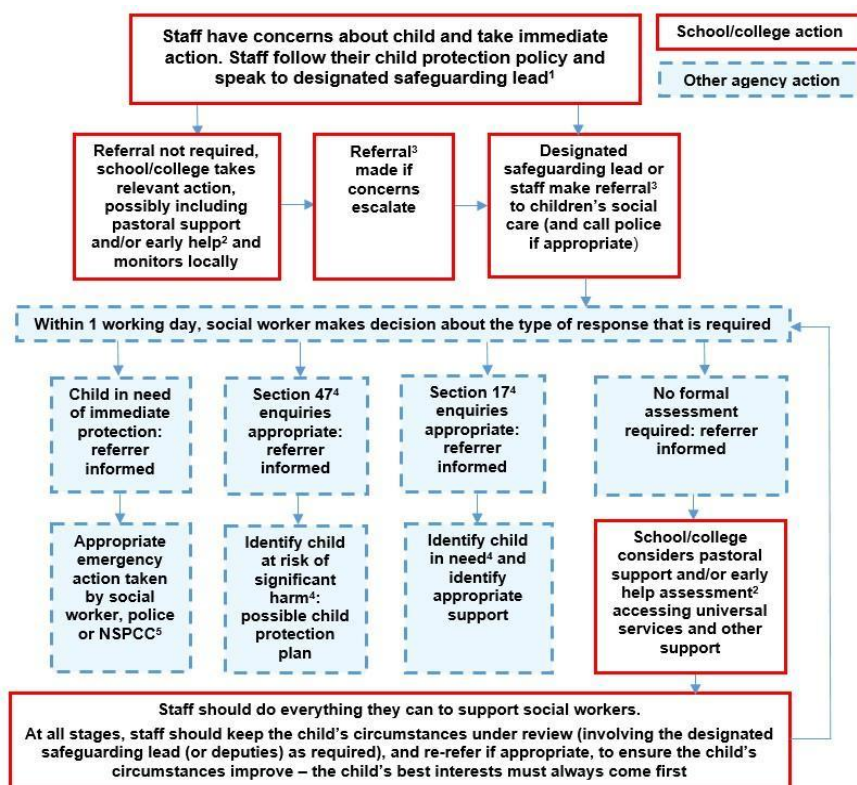 Staff have concerns about child and take immediate
action. Staff follow their child protection policy and
speak to designated safeguarding lead¹
School/college action
Other agency action
Referral not required,
school/college takes
relevant action,
possibly including
pastoral support
and/or early help² and
monitors locally
Referral³
made if
concerns
escalate
Designated
safeguarding lead or
staff make referral³
to children's social
care (and call police
if appropriate)
Within 1 working day, social worker makes decision about the type of response that is required
Child in need
of immediate
protection:
referrer
informed
Section 47⁴
enquiries
appropriate:
referrer
informed
Section 17⁴
enquiries
appropriate:
referrer
informed
No formal
assessment
required: referrer
informed
Appropriate
emergency
action taken
by social
worker, police
or NSPCC⁵
Identify child
at risk of
significant
harm⁴:
possible child
protection
plan
Identify child
in need⁴ and
identify
appropriate
support
School/college
considers pastoral
support and/or early
help assessment²
accessing universal
services and other
support
Staff should do everything they can to support social workers.
At all stages, staff should keep the child's circumstances under review (involving the designated
safeguarding lead (or deputies) as required), and re-refer if appropriate, to ensure the child's
circumstances improve – the child's best interests must always come first